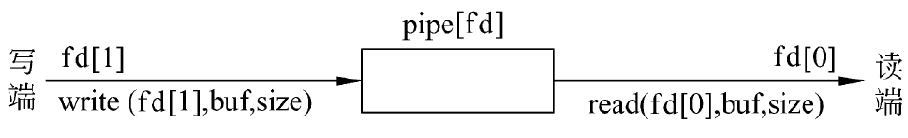 pipe[fd]
写端
fd[1]
write (fd[1],buf,size)
fd[0]
read(fd[0],buf,size)
读端